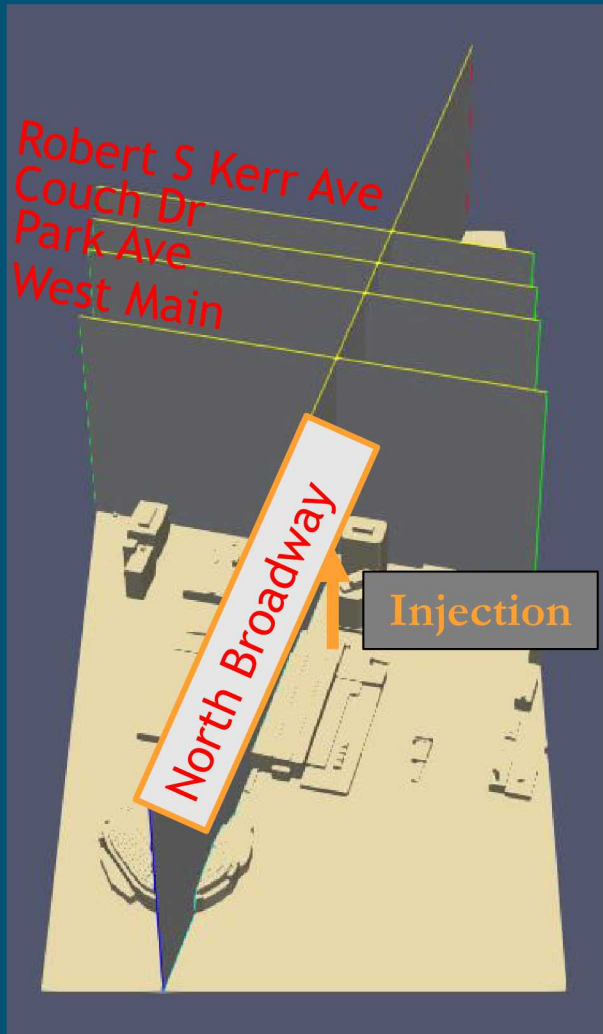 Robert S Kerr Ave
Couch Dr
Park Ave
West Main
North Broadway
Injection